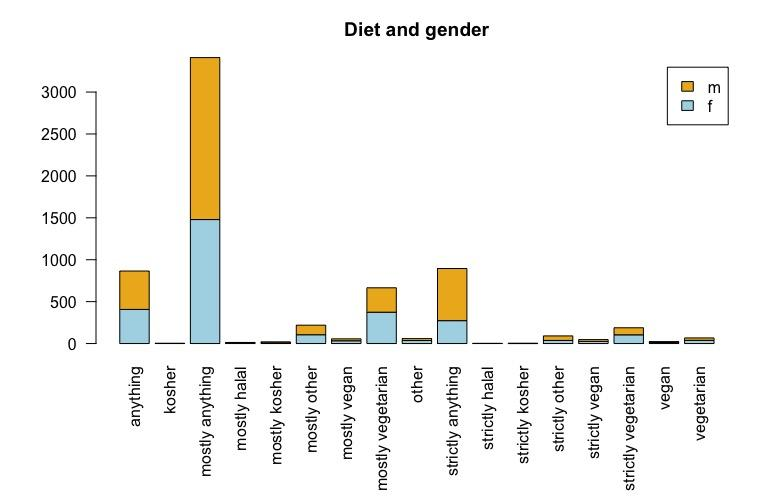 Diet and gender
m
f
3000
2500
2000
1500
1000
500
0
anything
kosher
mostly anything
mostly halal
mostly kosher
mostly other
mostly vegan
mostly vegetarian
other
strictly anything
strictly halal
strictly kosher
strictly other
strictly vegan
strictly vegetarian
vegan
vegetarian